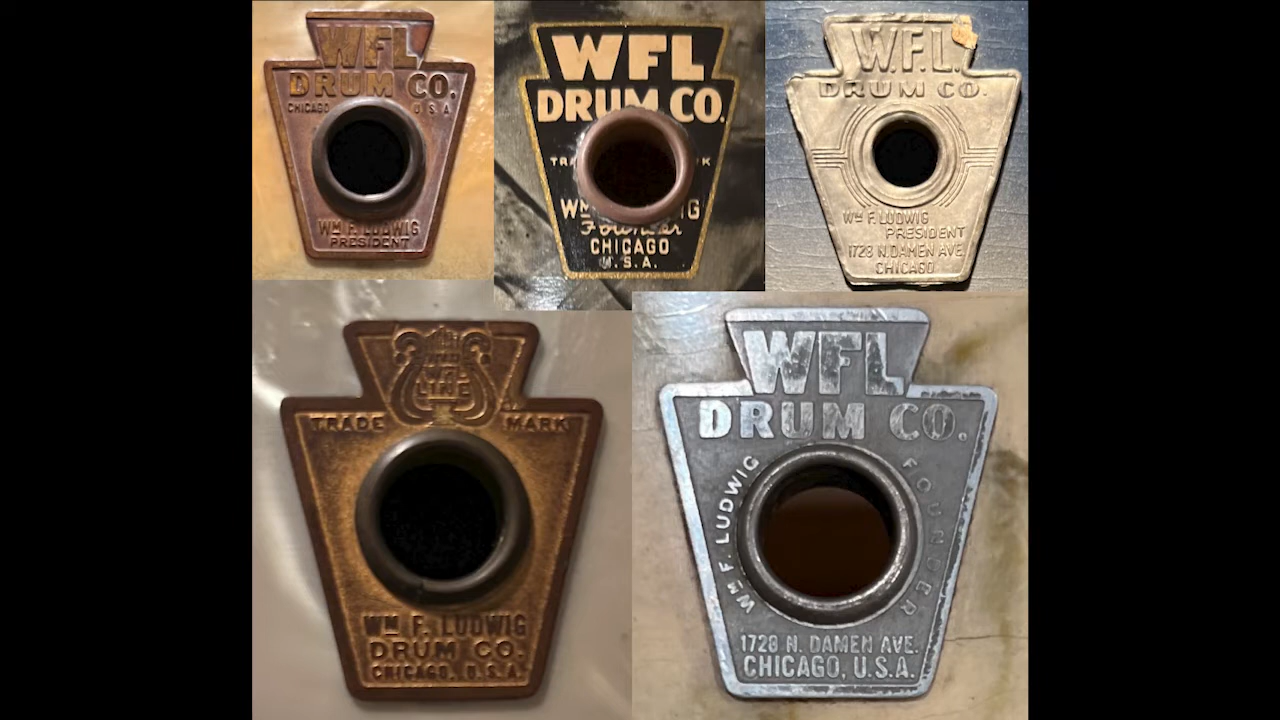 WFL
DRUM CO.
CHICAGO U S A
WM F. LUDWIG
PRESIDENT
WFL
DRUM CO.
Founder
CHICAGO
U.S.A.
W.F.L.
DRUM CO.
WM F. LUDWIG
PRESIDENT
1728 N. DAMEN AVE.
CHICAGO
WFL
LINE
TRADE MARK
WM F. LUDWIG
DRUM CO.
CHICAGO, U.S.A.
WFL
DRUM CO.
WM F. LUDWIG FOUNDER
1728 N. DAMEN AVE.
CHICAGO, U.S.A.